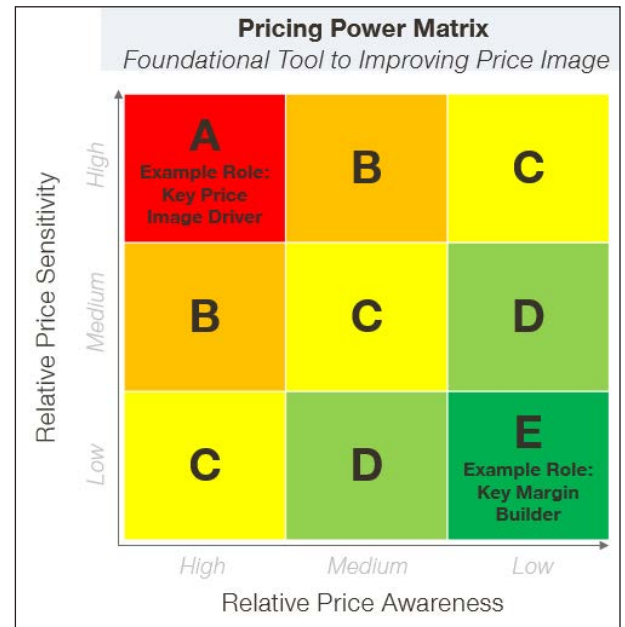 Pricing Power Matrix
Foundational Tool to Improving Price Image
Relative Price Sensitivity
High
A
Example Role:
Key Price
Image Driver
B
C
Medium
B
C
D
Low
C
D
E
Example Role:
Key Margin
Builder
High
Medium
Low
Relative Price Awareness